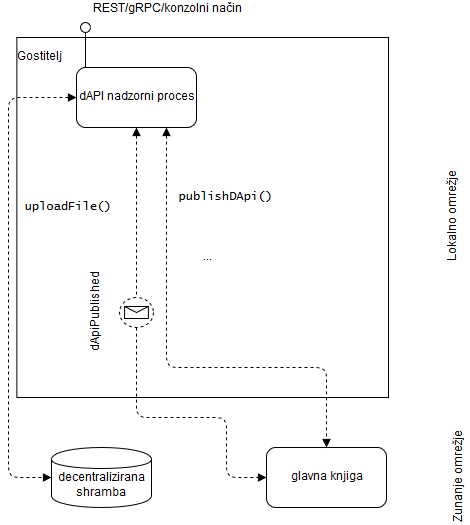 REST/gRPC/konzolni način
Gostitelj
dAPI nadzorni proces
uploadFile()
publishDApi()
...
dApiPublished
Lokalno omrežje
decentralizirana
shramba
glavna knjiga
Zunanje omrežje